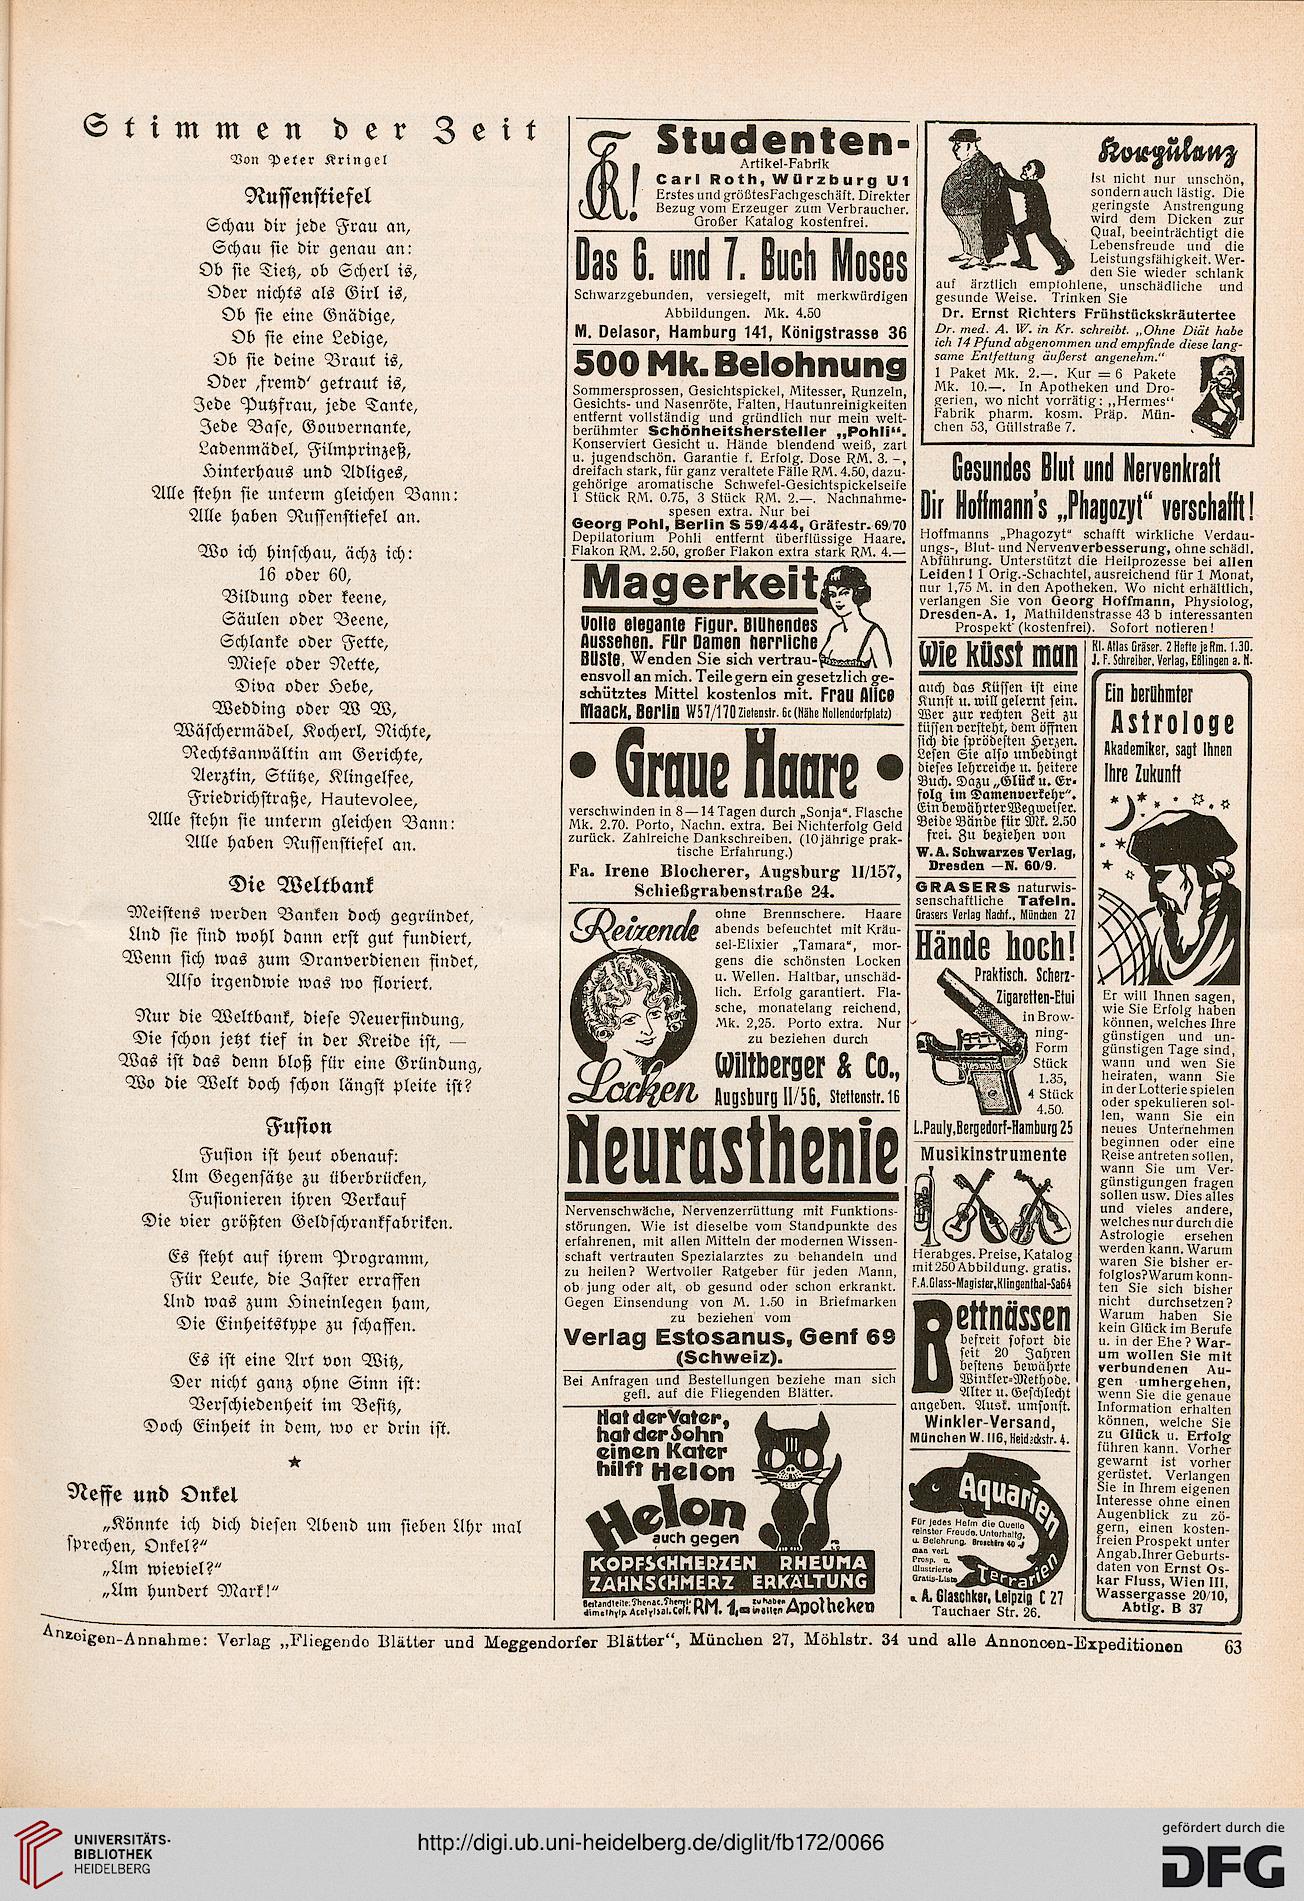 Stimmen der Zeit
Von Peter Kringel
Russenstiefel
Schau dir jede Frau an,
Schau sie dir genau an:
Ob sie Tietz, ob Scherl is,
Oder nichts als Girl is,
Ob sie eine Gnädige,
Ob sie eine Ledige,
Ob sie deine Braut is,
Oder ‚fremd‘ getraut is,
Jede Putzfrau, jede Tante,
Jede Base, Gouvernante,
Ladenmädel, Filmprinzeß,
Hinterhaus und Adliges,
Alle stehn sie unterm gleichen Bann:
Alle haben Russenstiefel an.
Wo ich hinschau, ächz ich:
16 oder 60,
Bildung oder keene,
Säulen oder Beene,
Schlanke oder Fette,
Miese oder Nette,
Diva oder Hebe,
Wedding oder W W,
Wäschermädel, Kocherl, Nichte,
Rechtsanwältin am Gerichte,
Aerztin, Stütze, Klingelfee,
Friedrichstraße, Hautevolee,
Alle stehn sie unterm gleichen Bann:
Alle haben Russenstiefel an.
Die Weltbank
Meistens werden Banken doch gegründet,
Und sie sind wohl dann erst gut fundiert,
Wenn sich was zum Dranverdienen findet,
Also irgendwie was wo floriert.
Nur die Weltbank, diese Neuerfindung,
Die schon jetzt tief in der Kreide ist, —
Was ist das denn bloß für eine Gründung,
Wo die Welt doch schon längst pleite ist?
Fusion
Fusion ist heut obenauf:
Um Gegensätze zu überbrücken,
Fusionieren ihren Verkauf
Die vier größten Geldschrankfabriken.
Es steht auf ihrem Programm,
Für Leute, die Zaster erraffen
Und was zum Hineinlegen ham,
Die Einheitstype zu schaffen.
Es ist eine Art von Witz,
Der nicht ganz ohne Sinn ist:
Verschiedenheit im Besitz,
Doch Einheit in dem, wo er drin ist.
Neffe und Onkel
„Könnte ich dich diesen Abend um sieben Uhr mal
sprechen, Onkel?“
„Um wieviel?“
„Um hundert Mark!“
Studenten-
Artikel-Fabrik
Carl Roth, Würzburg U1
Erstes und größtes Fachgeschäft. Direkter
Bezug vom Erzeuger zum Verbraucher.
Großer Katalog kostenfrei.
Das 6. und 7. Buch Moses
Schwarzgebunden, versiegelt, mit merkwürdigen
Abbildungen. Mk. 4.50
M. Delasor, Hamburg 141, Königstrasse 36
500 Mk. Belohnung
Sommersprossen, Gesichtspickel, Mitesser, Runzeln,
Gesichts- und Nasenröte, Falten, Hautunreinigkeiten
entfernt vollständig und gründlich nur mein welt-
berühmter Schönheitshersteller „Pohli“.
Konserviert Gesicht u. Hände blendend weiß, zart
u. jugendschön. Garantie f. Erfolg. Dose RM. 3. –,
dreifach stark, für ganz veraltete Fälle RM. 4.50, dazu-
gehörige aromatische Schwefel-Gesichtspickelseife
1 Stück RM. 0.75, 3 Stück RM. 2.—. Nachnahme-
spesen extra. Nur bei
Georg Pohl, Berlin S 59/444, Gräfestr. 69/70
Depilatorium Pohli entfernt überflüssige Haare.
Flakon RM. 2.50, großer Flakon extra stark RM. 4.—
Magerkeit
Volle elegante Figur. Blühendes
Aussehen. Für Damen herrliche
Büste, Wenden Sie sich vertrau-
ensvoll an mich. Teile gern ein gesetzlich ge-
schütztes Mittel kostenlos mit. Frau Alice
Maack, Berlin W57/170 Zietenstr. 6c (Nähe Nollendorfplatz)
• Graue Haare •
verschwinden in 8—14 Tagen durch „Sonja“. Flasche
Mk. 2.70. Porto, Nachn. extra. Bei Nichterfolg Geld
zurück. Zahlreiche Dankschreiben. (10jährige prak-
tische Erfahrung.)
Fa. Irene Blocherer, Augsburg II/157,
Schießgrabenstraße 24.
Reizende
Locken
ohne Brennschere. Haare
abends befeuchtet mit Kräu-
sel-Elixier „Tamara“, mor-
gens die schönsten Locken
u. Wellen. Haltbar, unschäd-
lich. Erfolg garantiert. Fla-
sche, monatelang reichend,
Mk. 2,25. Porto extra. Nur
zu beziehen durch
Wiltberger & Co.,
Augsburg II/56, Stettenstr. 16
Neurasthenie
Nervenschwäche, Nervenzerrüttung mit Funktions-
störungen. Wie ist dieselbe vom Standpunkte des
erfahrenen, mit allen Mitteln der modernen Wissen-
schaft vertrauten Spezialarztes zu behandeln und
zu heilen? Wertvoller Ratgeber für jeden Mann,
ob jung oder alt, ob gesund oder schon erkrankt.
Gegen Einsendung von M. 1.50 in Briefmarken
zu beziehen vom
Verlag Estosanus, Genf 69
(Schweiz).
Bei Anfragen und Bestellungen beziehe man sich
gefl. auf die Fliegenden Blätter.
Hat der Vater,
hat der Sohn
einen Kater
hilft Helon
Helon
auch gegen
KOPFSCHMERZEN RHEUMA
ZAHNSCHMERZ ERKÄLTUNG
RM. 1,- zu haben in allen Apotheken
Korpulenz
Ist nicht nur unschön,
sondern auch lästig. Die
geringste Anstrengung
wird dem Dicken zur
Qual, beeinträchtigt die
Lebensfreude und die
Leistungsfähigkeit. Wer-
den Sie wieder schlank
auf ärztlich empfohlene, unschädliche und
gesunde Weise. Trinken Sie
Dr. Ernst Richters Frühstückskräutertee
Dr. med. A. W. in Kr. schreibt. „Ohne Diät habe
ich 14 Pfund abgenommen und empfinde diese lang-
same Entfettung äußerst angenehm.“
1 Paket Mk. 2.—. Kur = 6 Pakete
Mk. 10.—. In Apotheken und Dro-
gerien, wo nicht vorrätig: „Hermes“
Fabrik pharm. kosm. Präp. Mün-
chen 53, Güllstraße 7.
Gesundes Blut und Nervenkraft
Dir Hoffmann's „Phagozyt“ verschafft!
Hoffmanns „Phagozyt“ schafft wirkliche Verdau-
ungs-, Blut- und Nervenverbesserung, ohne schädl.
Abführung. Unterstützt die Heilprozesse bei allen
Leiden! 1 Orig.-Schachtel, ausreichend für 1 Monat,
nur 1,75 M. in den Apotheken. Wo nicht erhältlich,
verlangen Sie von Georg Hoffmann, Physiolog,
Dresden-A. 1, Mathildenstrasse 43 b interessanten
Prospekt (kostenfrei). Sofort notieren!
Wie küsst man
auch das Küssen ist eine
Kunst u. will gelernt sein.
Wer zur rechten Zeit zu
küssen versteht, dem öffnen
sich die sprödesten Herzen.
Lesen Sie also unbedingt
dieses lehrreiche u. heitere
Buch. Dazu „Glück u. Er-
folg im Damenverkehr“.
Ein bewährter Wegweiser.
Beide Bände für Mk. 2.50
frei. Zu beziehen von
W. A. Schwarzes Verlag,
Dresden —N. 60/9.
GRASERS naturwis-
senschaftliche Tafeln.
Grasers Verlag Nachf., München 27
Hände hoch!
Praktisch. Scherz-
Zigaretten-Etui
in Brow-
ning-
Form
Stück
1.35,
4 Stück
4.50.
L. Pauly, Bergedorf-Hamburg 25
Musikinstrumente
Herabges. Preise, Katalog
mit 250 Abbildung. gratis.
F. A. Glass-Magister, Klingenthal-Sa64
Bettnässen
befreit sofort die
seit 20 Jahren
bestens bewährte
Winkler-Methode.
Alter u. Geschlecht
angeben. Ausk. umsonst.
Winkler-Versand,
München W. 116, Heideckstr. 4.
Aquarien
Für jedes Heim die Quelle
reinster Freude, Unterhaltg.
u. Belehrung. Broschüre 40
man verl.
Prosp. u.
illustrierte
Gratis-Liste
Terrarien
A. Glaschker, Leipzig C 27
Tauchaer Str. 26.
Kl. Atlas Gräser. 2 Hefte je Rm. 1.30.
J. F. Schreiber, Verlag, Eßlingen a. N.
Ein berühmter
Astrologe
Akademiker, sagt Ihnen
Ihre Zukunft
Er will Ihnen sagen,
wie Sie Erfolg haben
können, welches Ihre
günstigen und un-
günstigen Tage sind,
wann und wen Sie
heiraten, wann Sie
in der Lotterie spielen
oder spekulieren sol-
len, wann Sie ein
neues Unternehmen
beginnen oder eine
Reise antreten sollen,
wann Sie um Ver-
günstigungen fragen
sollen usw. Dies alles
und vieles andere,
welches nur durch die
Astrologie ersehen
werden kann. Warum
waren Sie bisher er-
folglos? Warum konn-
ten Sie sich bisher
nicht durchsetzen?
Warum haben Sie
kein Glück im Berufe
u. in der Ehe? War-
um wollen Sie mit
verbundenen Au-
gen umhergehen,
wenn Sie die genaue
Information erhalten
können, welche Sie
zu Glück u. Erfolg
führen kann. Vorher
gewarnt ist vorher
gerüstet. Verlangen
Sie in Ihrem eigenen
Interesse ohne einen
Augenblick zu zö-
gern, einen kosten-
freien Prospekt unter
Angab. Ihrer Geburts-
daten von Ernst Os-
kar Fluss, Wien III,
Wassergasse 20/10,
Abtlg. B 37
Anzeigen-Annahme: Verlag „Fliegende Blätter und Meggendorfer Blätter“, München 27, Möhlstr. 34 und alle Annoncen-Expeditionen 63
UNIVERSITÄTS-
BIBLIOTHEK
HEIDELBERG
http://digi.ub.uni-heidelberg.de/diglit/fb172/0066
gefördert durch die
DFG